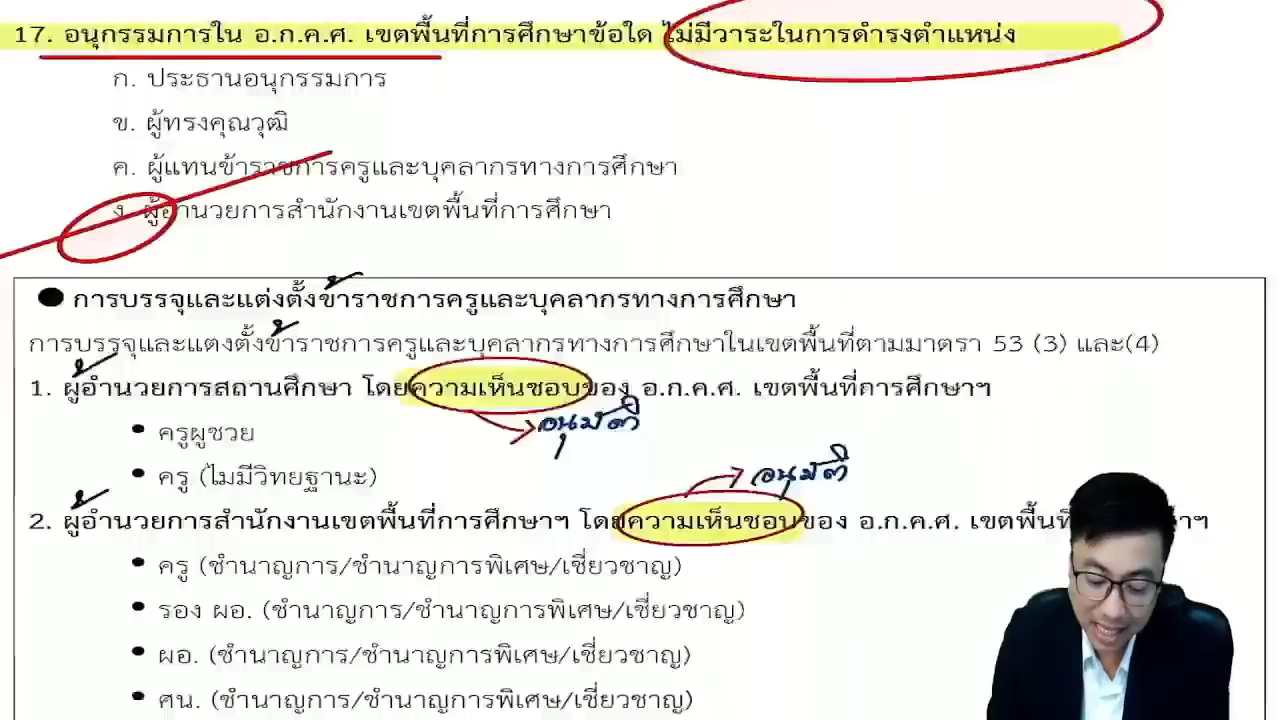 17. อนุกรรมการใน อ.ก.ค.ศ. เขตพื้นที่การศึกษาข้อใด ไม่มีวาระในการดำรงตำแหน่ง
ก. ประธานอนุกรรมการ
ข. ผู้ทรงคุณวุฒิ
ค. ผู้แทนข้าราชการครูและบุคลากรทางการศึกษา
ง. ผู้อำนวยการสำนักงานเขตพื้นที่การศึกษา
● การบรรจุและแต่งตั้งข้าราชการครูและบุคลากรทางการศึกษา
การบรรจุและแตงตั้งข้าราชการครูและบุคลากรทางการศึกษาในเขตพื้นที่ตามมาตรา 53 (3) และ(4)
1. ผู้อำนวยการสถานศึกษา โดยความเห็นชอบของ อ.ก.ค.ศ. เขตพื้นที่การศึกษาฯ
อนุมัติ
• ครูผูชวย
• ครู (ไมมีวิทยฐานะ)
อนุมัติ
2. ผู้อำนวยการสำนักงานเขตพื้นที่การศึกษาฯ โดยความเห็นชอบของ อ.ก.ค.ศ. เขตพื้นที่ ฯ
• ครู (ชำนาญการ/ชำนาญการพิเศษ/เชี่ยวชาญ)
• รอง ผอ. (ชำนาญการ/ชำนาญการพิเศษ/เชี่ยวชาญ)
• ผอ. (ชำนาญการ/ชำนาญการพิเศษ/เชี่ยวชาญ)
• ศน. (ชำนาญการ/ชำนาญการพิเศษ/เชี่ยวชาญ)